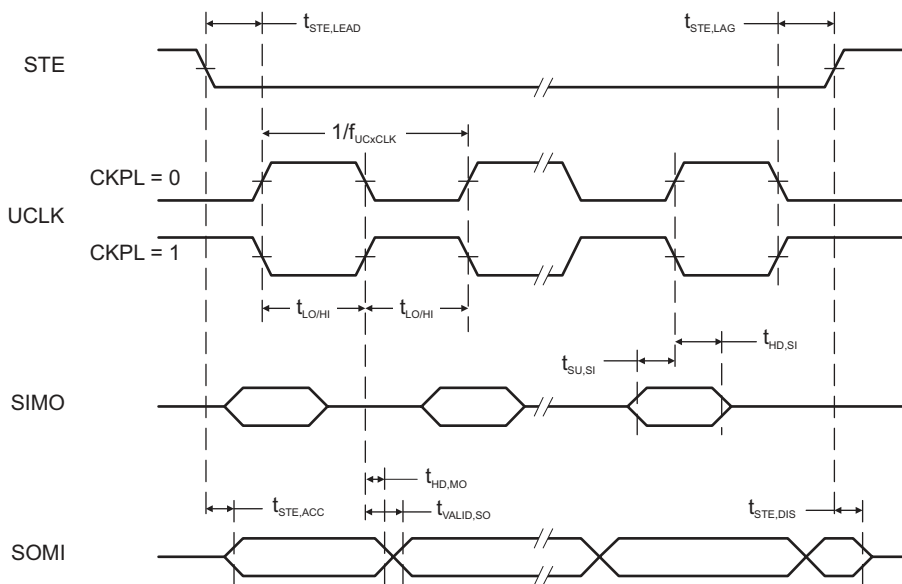 tSTE,LEAD
tSTE,LAG
STE
1/fUCxCLK
CKPL = 0
UCLK
CKPL = 1
tLO/HI
tLO/HI
tSU,SI
tHD,SI
SIMO
tHD,MO
tSTE,ACC
tVALID,SO
tSTE,DIS
SOMI